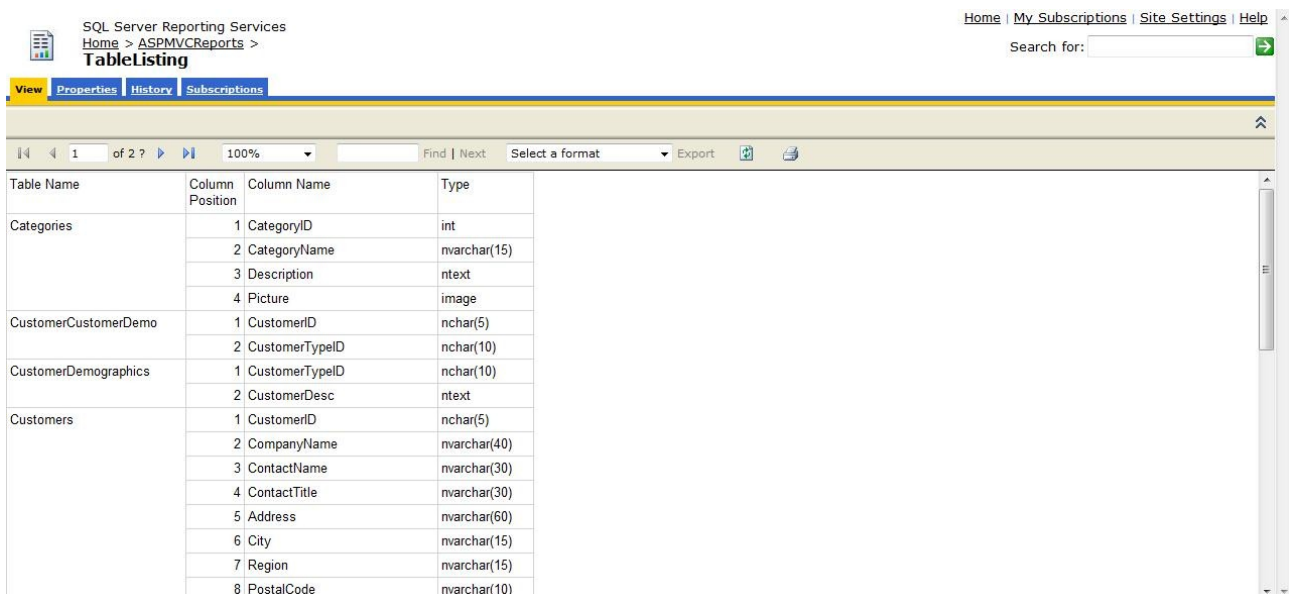 Home | My Subscriptions | Site Settings | Help
SQL Server Reporting Services
Home > ASPMVCReports >
TableListing
Search for:
View Properties History Subscriptions
1 of 2 ? 100% Find | Next Select a format Export
Table Name Column Position Column Name Type
Categories 1 CategoryID int
2 CategoryName nvarchar(15)
3 Description ntext
4 Picture image
CustomerCustomerDemo 1 CustomerID nchar(5)
2 CustomerTypeID nchar(10)
CustomerDemographics 1 CustomerTypeID nchar(10)
2 CustomerDesc ntext
Customers 1 CustomerID nchar(5)
2 CompanyName nvarchar(40)
3 ContactName nvarchar(30)
4 ContactTitle nvarchar(30)
5 Address nvarchar(60)
6 City nvarchar(15)
7 Region nvarchar(15)
8 PostalCode nvarchar(10)